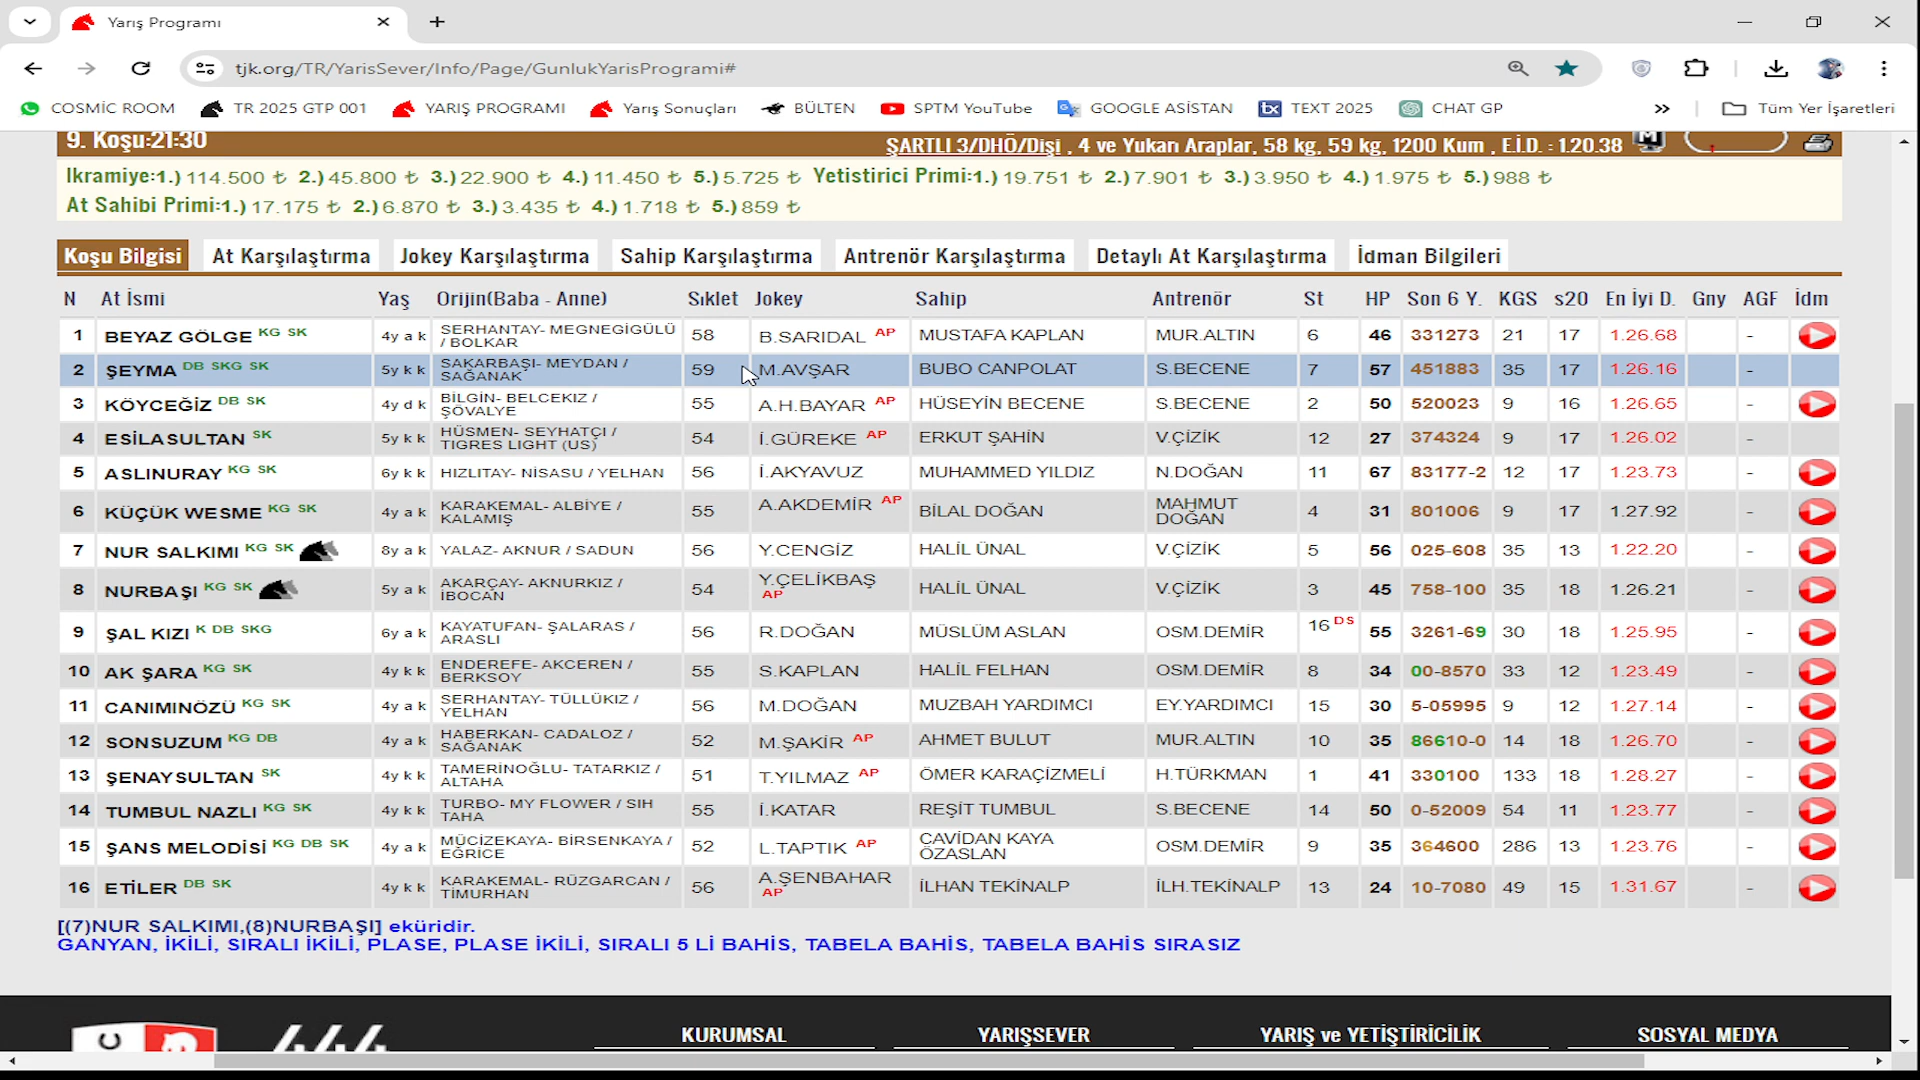 Yarış Programı
tjk.org/TR/YarisSever/Info/Page/GunlukYarisProgrami#
COSMİC ROOM TR 2025 GTP 001 YARIŞ PROGRAMI Yarış Sonuçları BÜLTEN SPTM YouTube GOOGLE ASİSTAN TEXT 2025 CHAT GP Tüm Yer İşaretleri
9. Koşu:21:30 ŞARTLI 3/DHÖ/Dişi , 4 ve Yukarı Araplar, 58 kg, 59 kg, 1200 Kum , E.İ.D. : 1.20.38
Ikramiye:1.) 114.500 ₺ 2.) 45.800 ₺ 3.) 22.900 ₺ 4.) 11.450 ₺ 5.) 5.725 ₺ Yetistirici Primi:1.) 19.751 ₺ 2.) 7.901 ₺ 3.) 3.950 ₺ 4.) 1.975 ₺ 5.) 988 ₺
At Sahibi Primi:1.) 17.175 ₺ 2.) 6.870 ₺ 3.) 3.435 ₺ 4.) 1.718 ₺ 5.) 859 ₺
Koşu Bilgisi At Karşılaştırma Jokey Karşılaştırma Sahip Karşılaştırma Antrenör Karşılaştırma Detaylı At Karşılaştırma İdman Bilgileri
N At İsmi Yaş Orijin(Baba - Anne) Sıklet Jokey Sahip Antrenör St HP Son 6 Y. KGS s20 En İyi D. Gny AGF İdm
1 BEYAZ GÖLGE KG SK 4y a k SERHANTAY- MEGNEGİGÜLÜ / BOLKAR 58 B.SARIDAL AP MUSTAFA KAPLAN MUR.ALTIN 6 46 331273 21 17 1.26.68 -
2 ŞEYMA DB SKG SK 5y k k SAKARBAŞI- MEYDAN / SAĞANAK 59 M.AVŞAR BUBO CANPOLAT S.BECENE 7 57 451883 35 17 1.26.16 -
3 KÖYCEĞİZ DB SK 4y d k BİLGİN- BELCEKIZ / ŞÖVALYE 55 A.H.BAYAR AP HÜSEYİN BECENE S.BECENE 2 50 520023 9 16 1.26.65 -
4 ESİLASULTAN SK 5y k k HÜSMEN- SEYHATÇI / TIGRES LIGHT (US) 54 İ.GÜREKE AP ERKUT ŞAHİN V.ÇİZİK 12 27 374324 9 17 1.26.02 -
5 ASLINURAY KG SK 6y k k HIZLITAY- NİSASU / YELHAN 56 İ.AKYAVUZ MUHAMMED YILDIZ N.DOĞAN 11 67 83177-2 12 17 1.23.73 -
6 KÜÇÜK WESME KG SK 4y a k KARAKEMAL- ALBİYE / KALAMIŞ 55 A.AKDEMİR AP BİLAL DOĞAN MAHMUT DOĞAN 4 31 801006 9 17 1.27.92 -
7 NUR SALKIMI KG SK 8y a k YALAZ- AKNUR / SADUN 56 Y.CENGİZ HALİL ÜNAL V.ÇİZİK 5 56 025-608 35 13 1.22.20 -
8 NURBAŞI KG SK 5y a k AKARÇAY- AKNURKIZ / İBOCAN 54 Y.ÇELİKBAŞ AP HALİL ÜNAL V.ÇİZİK 3 45 758-100 35 18 1.26.21 -
9 ŞAL KIZI K DB SKG 6y a k KAYATUFAN- ŞALARAS / ARASLI 56 R.DOĞAN MÜSLÜM ASLAN OSM.DEMİR 16 DS 55 3261-69 30 18 1.25.95 -
10 AK ŞARA KG SK 4y k k ENDEREFE- AKCEREN / BERKSOY 55 S.KAPLAN HALİL FELHAN OSM.DEMİR 8 34 00-8570 33 12 1.23.49 -
11 CANIMINÖZÜ KG SK 4y a k SERHANTAY- TÜLLÜKIZ / YELHAN 56 M.DOĞAN MUZBAH YARDIMCI EY.YARDIMCI 15 30 5-05995 9 12 1.27.14 -
12 SONSUZUM KG DB 4y a k HABERKAN- CADALOZ / SAĞANAK 52 M.ŞAKİR AP AHMET BULUT MUR.ALTIN 10 35 86610-0 14 18 1.26.70 -
13 ŞENAYSULTAN SK 4y k k TAMERİNOĞLU- TATARKIZ / ALTAHA 51 T.YILMAZ AP ÖMER KARAÇİZMELİ H.TÜRKMAN 1 41 330100 133 18 1.28.27 -
14 TUMBUL NAZLI KG SK 4y k k TURBO- MY FLOWER / SIH TAHA 55 İ.KATAR REŞİT TUMBUL S.BECENE 14 50 0-52009 54 11 1.23.77 -
15 ŞANS MELODİSİ KG DB SK 4y a k MÜCİZEKAYA- BİRSENKAYA / EĞRİCE 52 L.TAPTIK AP CAVİDAN KAYA ÖZASLAN OSM.DEMİR 9 35 364600 286 13 1.23.76 -
16 ETİLER DB SK 4y k k KARAKEMAL- RÜZGARCAN / TİMURHAN 56 A.ŞENBAHAR AP İLHAN TEKİNALP İLH.TEKİNALP 13 24 10-7080 49 15 1.31.67 -
[(7)NUR SALKIMI,(8)NURBAŞI] eküridir.
GANYAN, İKİLİ, SIRALI İKİLİ, PLASE, PLASE İKİLİ, SIRALI 5 Lİ BAHİS, TABELA BAHİS, TABELA BAHİS SIRASIZ
444 KURUMSAL YARIŞSEVER YARIŞ ve YETİŞTİRİCİLİK SOSYAL MEDYA